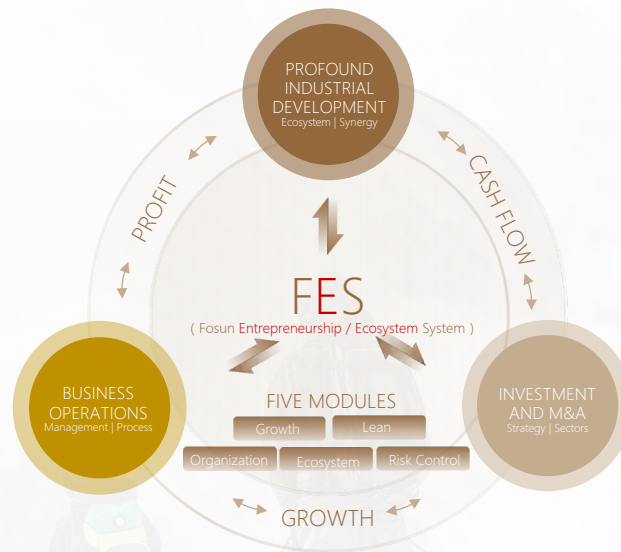 PROFOUND
INDUSTRIAL
DEVELOPMENT
Ecosystem | Synergy
PROFIT
CASH FLOW
FES
( Fosun Entrepreneurship / Ecosystem System )
BUSINESS
OPERATIONS
Management | Process
INVESTMENT
AND M&A
Strategy | Sectors
FIVE MODULES
Growth
Lean
Organization
Ecosystem
Risk Control
GROWTH